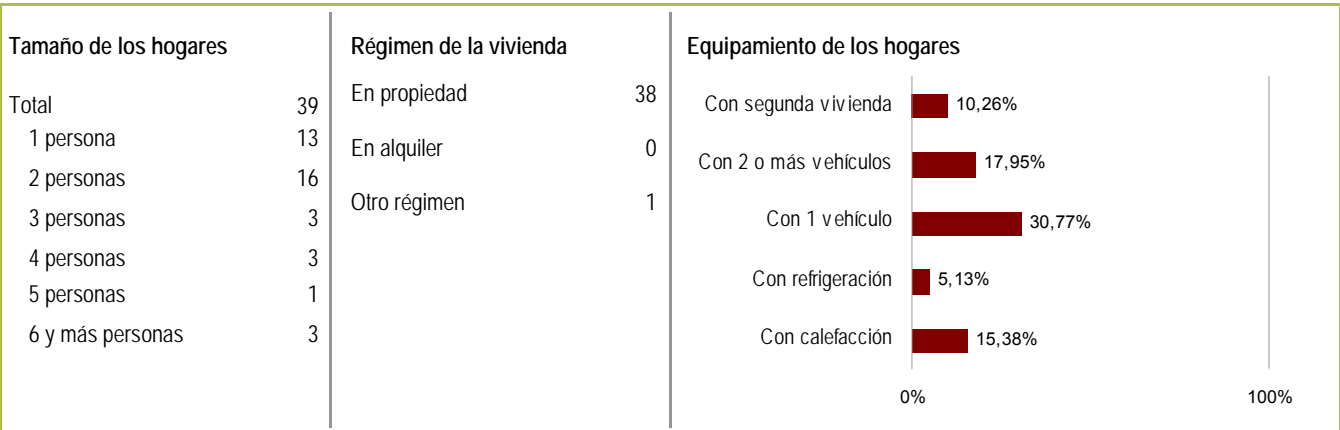 Tamaño de los hogares
Total 39
1 persona 13
2 personas 16
3 personas 3
4 personas 3
5 personas 1
6 y más personas 3
Régimen de la vivienda
En propiedad 38
En alquiler 0
Otro régimen 1
Equipamiento de los hogares
Con segunda vivienda 10,26%
Con 2 o más vehículos 17,95%
Con 1 vehículo 30,77%
Con refrigeración 5,13%
Con calefacción 15,38%
0% 100%